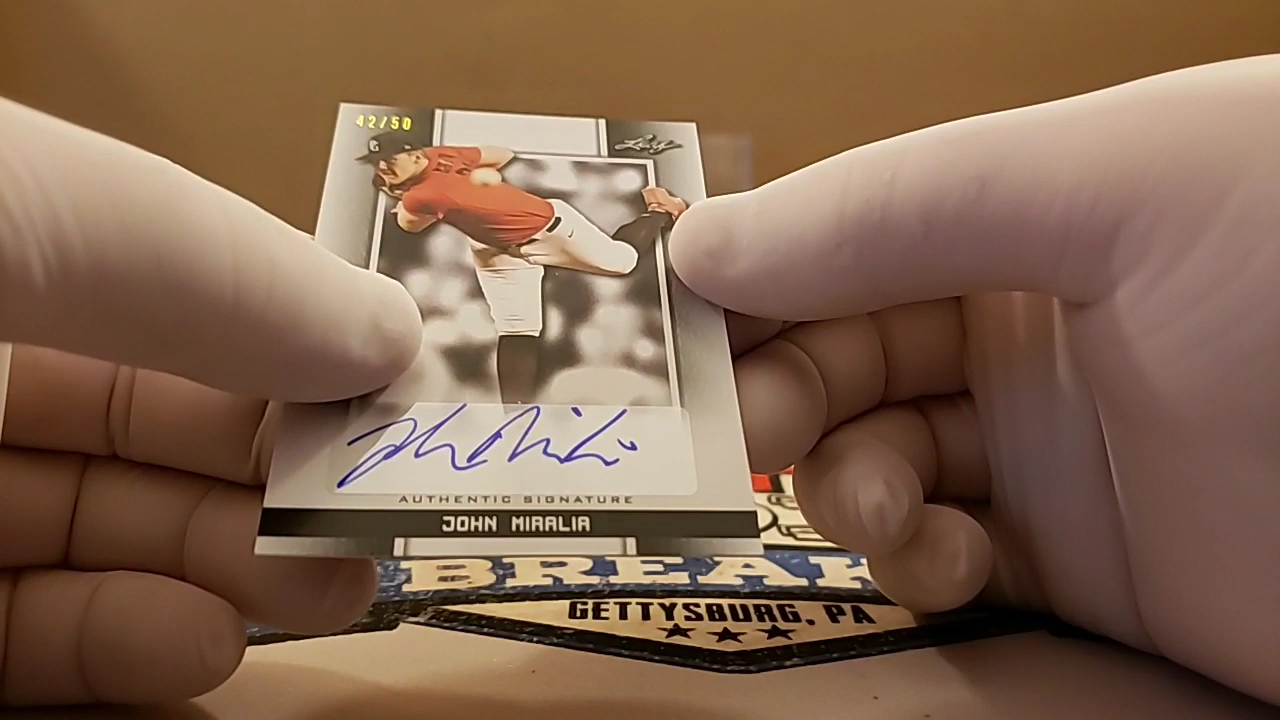 42/50
Leaf
AUTHENTIC SIGNATURE
JOHN MIRALIA
BREAK
GETTYSBURG, PA